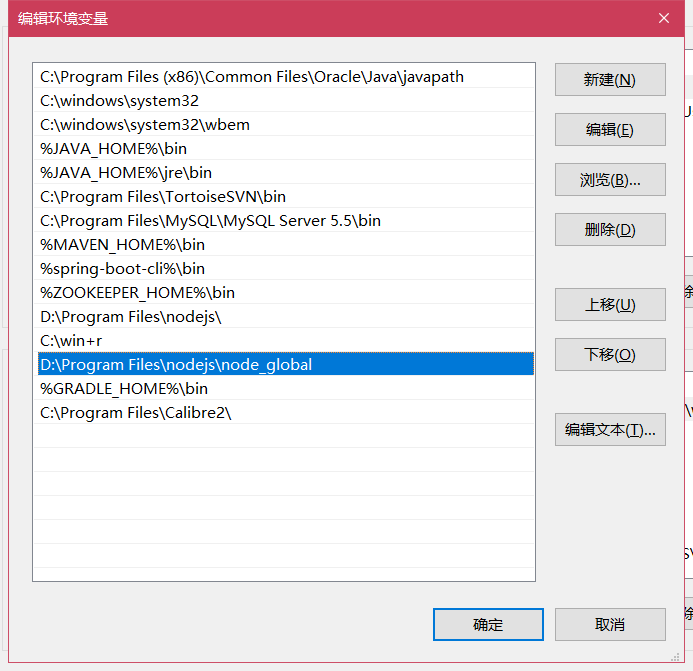 编辑环境变量
C:\Program Files (x86)\Common Files\Oracle\Java\javapath
C:\windows\system32
C:\windows\system32\wbem
%JAVA_HOME%\bin
%JAVA_HOME%\jre\bin
C:\Program Files\TortoiseSVN\bin
C:\Program Files\MySQL\MySQL Server 5.5\bin
%MAVEN_HOME%\bin
%spring-boot-cli%\bin
%ZOOKEEPER_HOME%\bin
D:\Program Files\nodejs\
C:\win+r
D:\Program Files\nodejs\node_global
%GRADLE_HOME%\bin
C:\Program Files\Calibre2\
新建(N)
编辑(E)
浏览(B)...
删除(D)
上移(U)
下移(O)
编辑文本(T)...
确定
取消